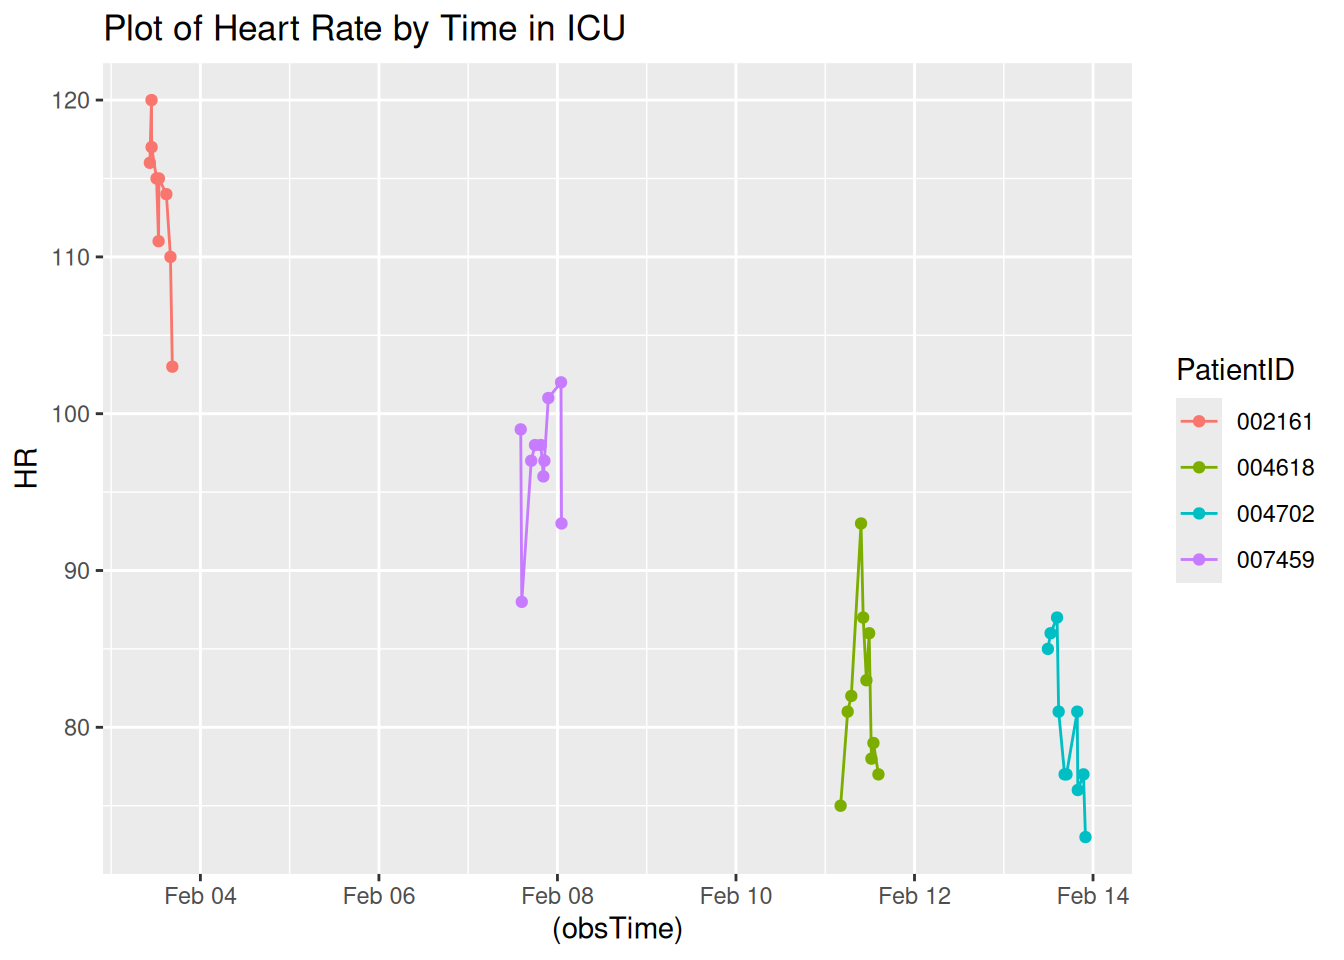 Plot of Heart Rate by Time in ICU
120
110
100
90
80
HR
Feb 04 Feb 06 Feb 08 Feb 10 Feb 12 Feb 14
(obsTime)
PatientID
002161
004618
004702
007459